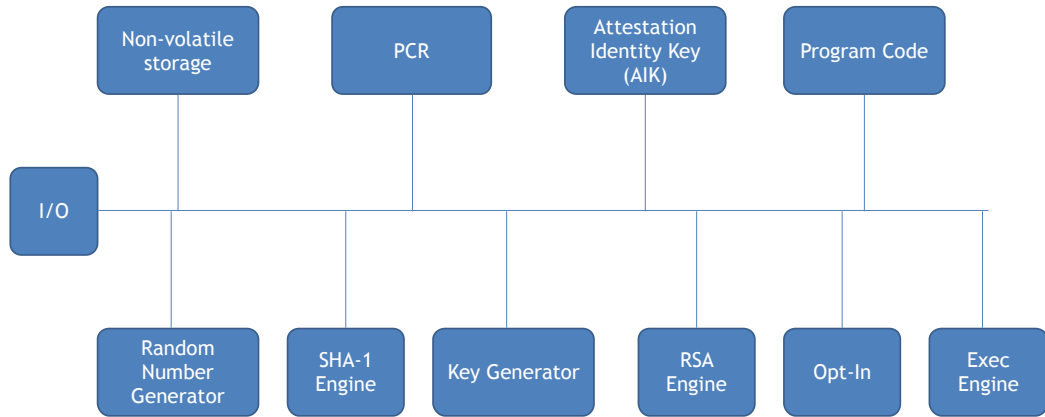 Non-volatile
storage
PCR
Attestation
Identity Key
(AIK)
Program Code
I/O
Random
Number
Generator
SHA-1
Engine
Key Generator
RSA
Engine
Opt-In
Exec
Engine